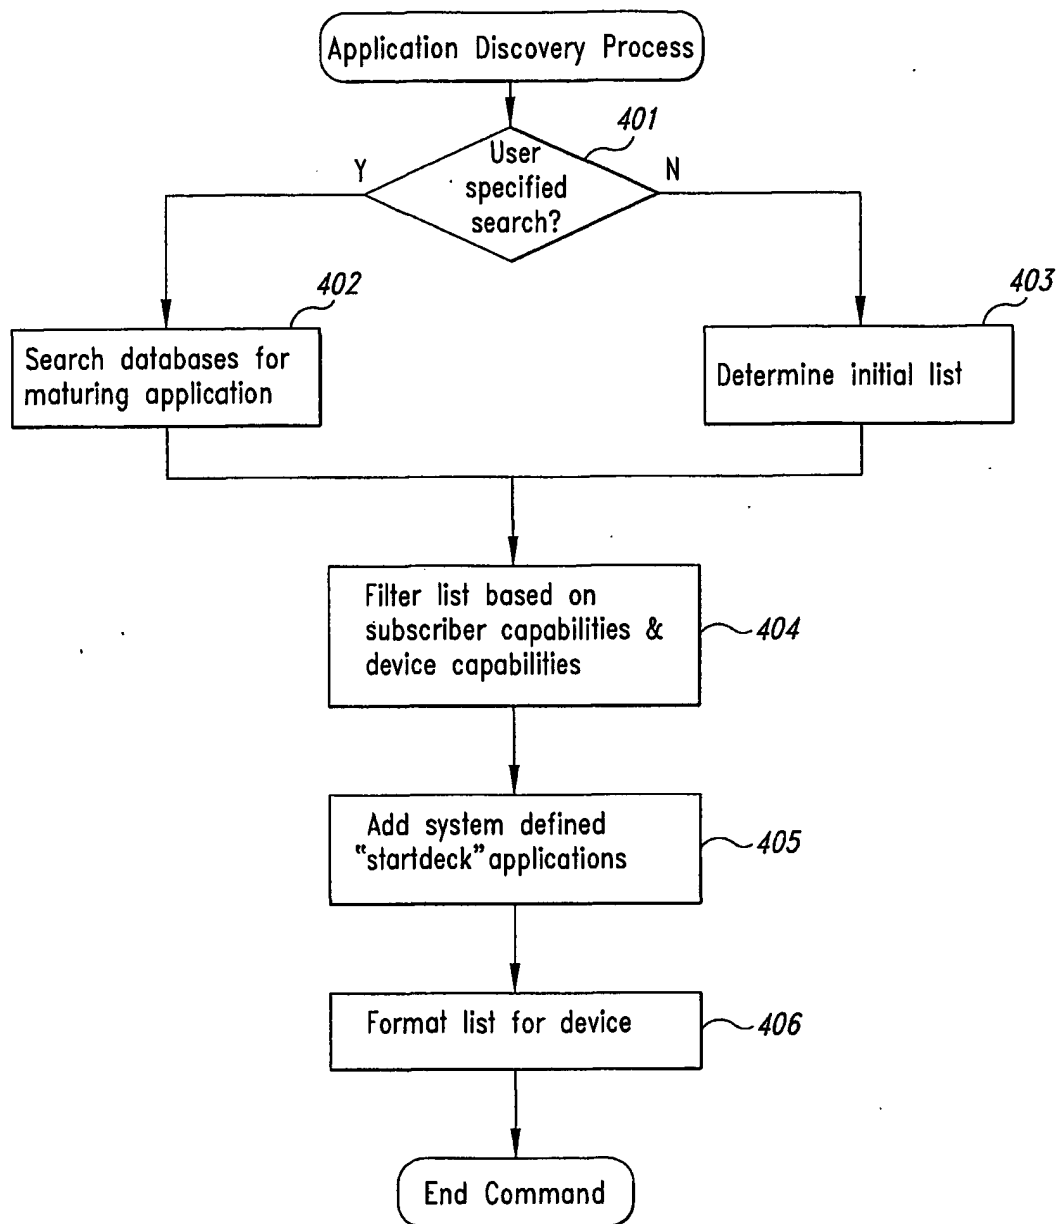 Application Discovery Process
401
User
specified
search?
Y
N
402
403
Search databases for
maturing application
Determine initial list
Filter list based on
subscriber capabilities &
device capabilities
404
Add system defined
"startdeck" applications
405
Format list for device
406
End Command